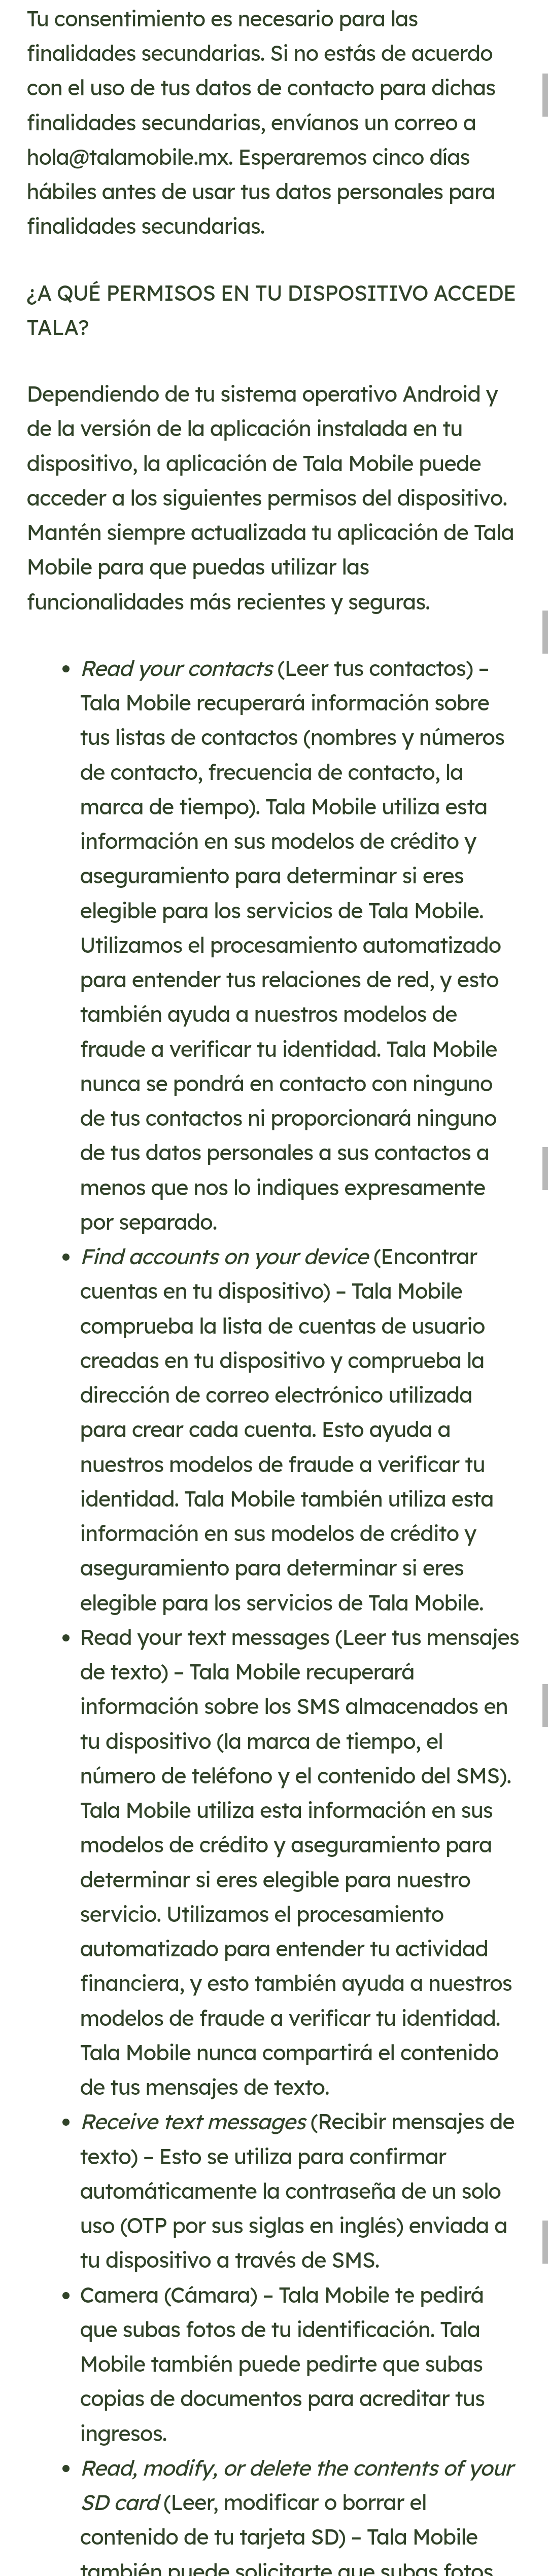 Tu consentimiento es necesario para las
finalidades secundarias. Si no estás de acuerdo
con el uso de tus datos de contacto para dichas
finalidades secundarias, envíanos un correo a
hola@talamobile.mx. Esperaremos cinco días
hábiles antes de usar tus datos personales para
finalidades secundarias.
¿A QUÉ PERMISOS EN TU DISPOSITIVO ACCEDE
TALA?
Dependiendo de tu sistema operativo Android y
de la versión de la aplicación instalada en tu
dispositivo, la aplicación de Tala Mobile puede
acceder a los siguientes permisos del dispositivo.
Mantén siempre actualizada tu aplicación de Tala
Mobile para que puedas utilizar las
funcionalidades más recientes y seguras.
• Read your contacts (Leer tus contactos) –
Tala Mobile recuperará información sobre
tus listas de contactos (nombres y números
de contacto, frecuencia de contacto, la
marca de tiempo). Tala Mobile utiliza esta
información en sus modelos de crédito y
aseguramiento para determinar si eres
elegible para los servicios de Tala Mobile.
Utilizamos el procesamiento automatizado
para entender tus relaciones de red, y esto
también ayuda a nuestros modelos de
fraude a verificar tu identidad. Tala Mobile
nunca se pondrá en contacto con ninguno
de tus contactos ni proporcionará ninguno
de tus datos personales a sus contactos a
menos que nos lo indiques expresamente
por separado.
• Find accounts on your device (Encontrar
cuentas en tu dispositivo) – Tala Mobile
comprueba la lista de cuentas de usuario
creadas en tu dispositivo y comprueba la
dirección de correo electrónico utilizada
para crear cada cuenta. Esto ayuda a
nuestros modelos de fraude a verificar tu
identidad. Tala Mobile también utiliza esta
información en sus modelos de crédito y
aseguramiento para determinar si eres
elegible para los servicios de Tala Mobile.
• Read your text messages (Leer tus mensajes
de texto) – Tala Mobile recuperará
información sobre los SMS almacenados en
tu dispositivo (la marca de tiempo, el
número de teléfono y el contenido del SMS).
Tala Mobile utiliza esta información en sus
modelos de crédito y aseguramiento para
determinar si eres elegible para nuestro
servicio. Utilizamos el procesamiento
automatizado para entender tu actividad
financiera, y esto también ayuda a nuestros
modelos de fraude a verificar tu identidad.
Tala Mobile nunca compartirá el contenido
de tus mensajes de texto.
• Receive text messages (Recibir mensajes de
texto) – Esto se utiliza para confirmar
automáticamente la contraseña de un solo
uso (OTP por sus siglas en inglés) enviada a
tu dispositivo a través de SMS.
• Camera (Cámara) – Tala Mobile te pedirá
que subas fotos de tu identificación. Tala
Mobile también puede pedirte que subas
copias de documentos para acreditar tus
ingresos.
• Read, modify, or delete the contents of your
SD card (Leer, modificar o borrar el
contenido de tu tarjeta SD) – Tala Mobile
también puede solicitarte que subas fotos